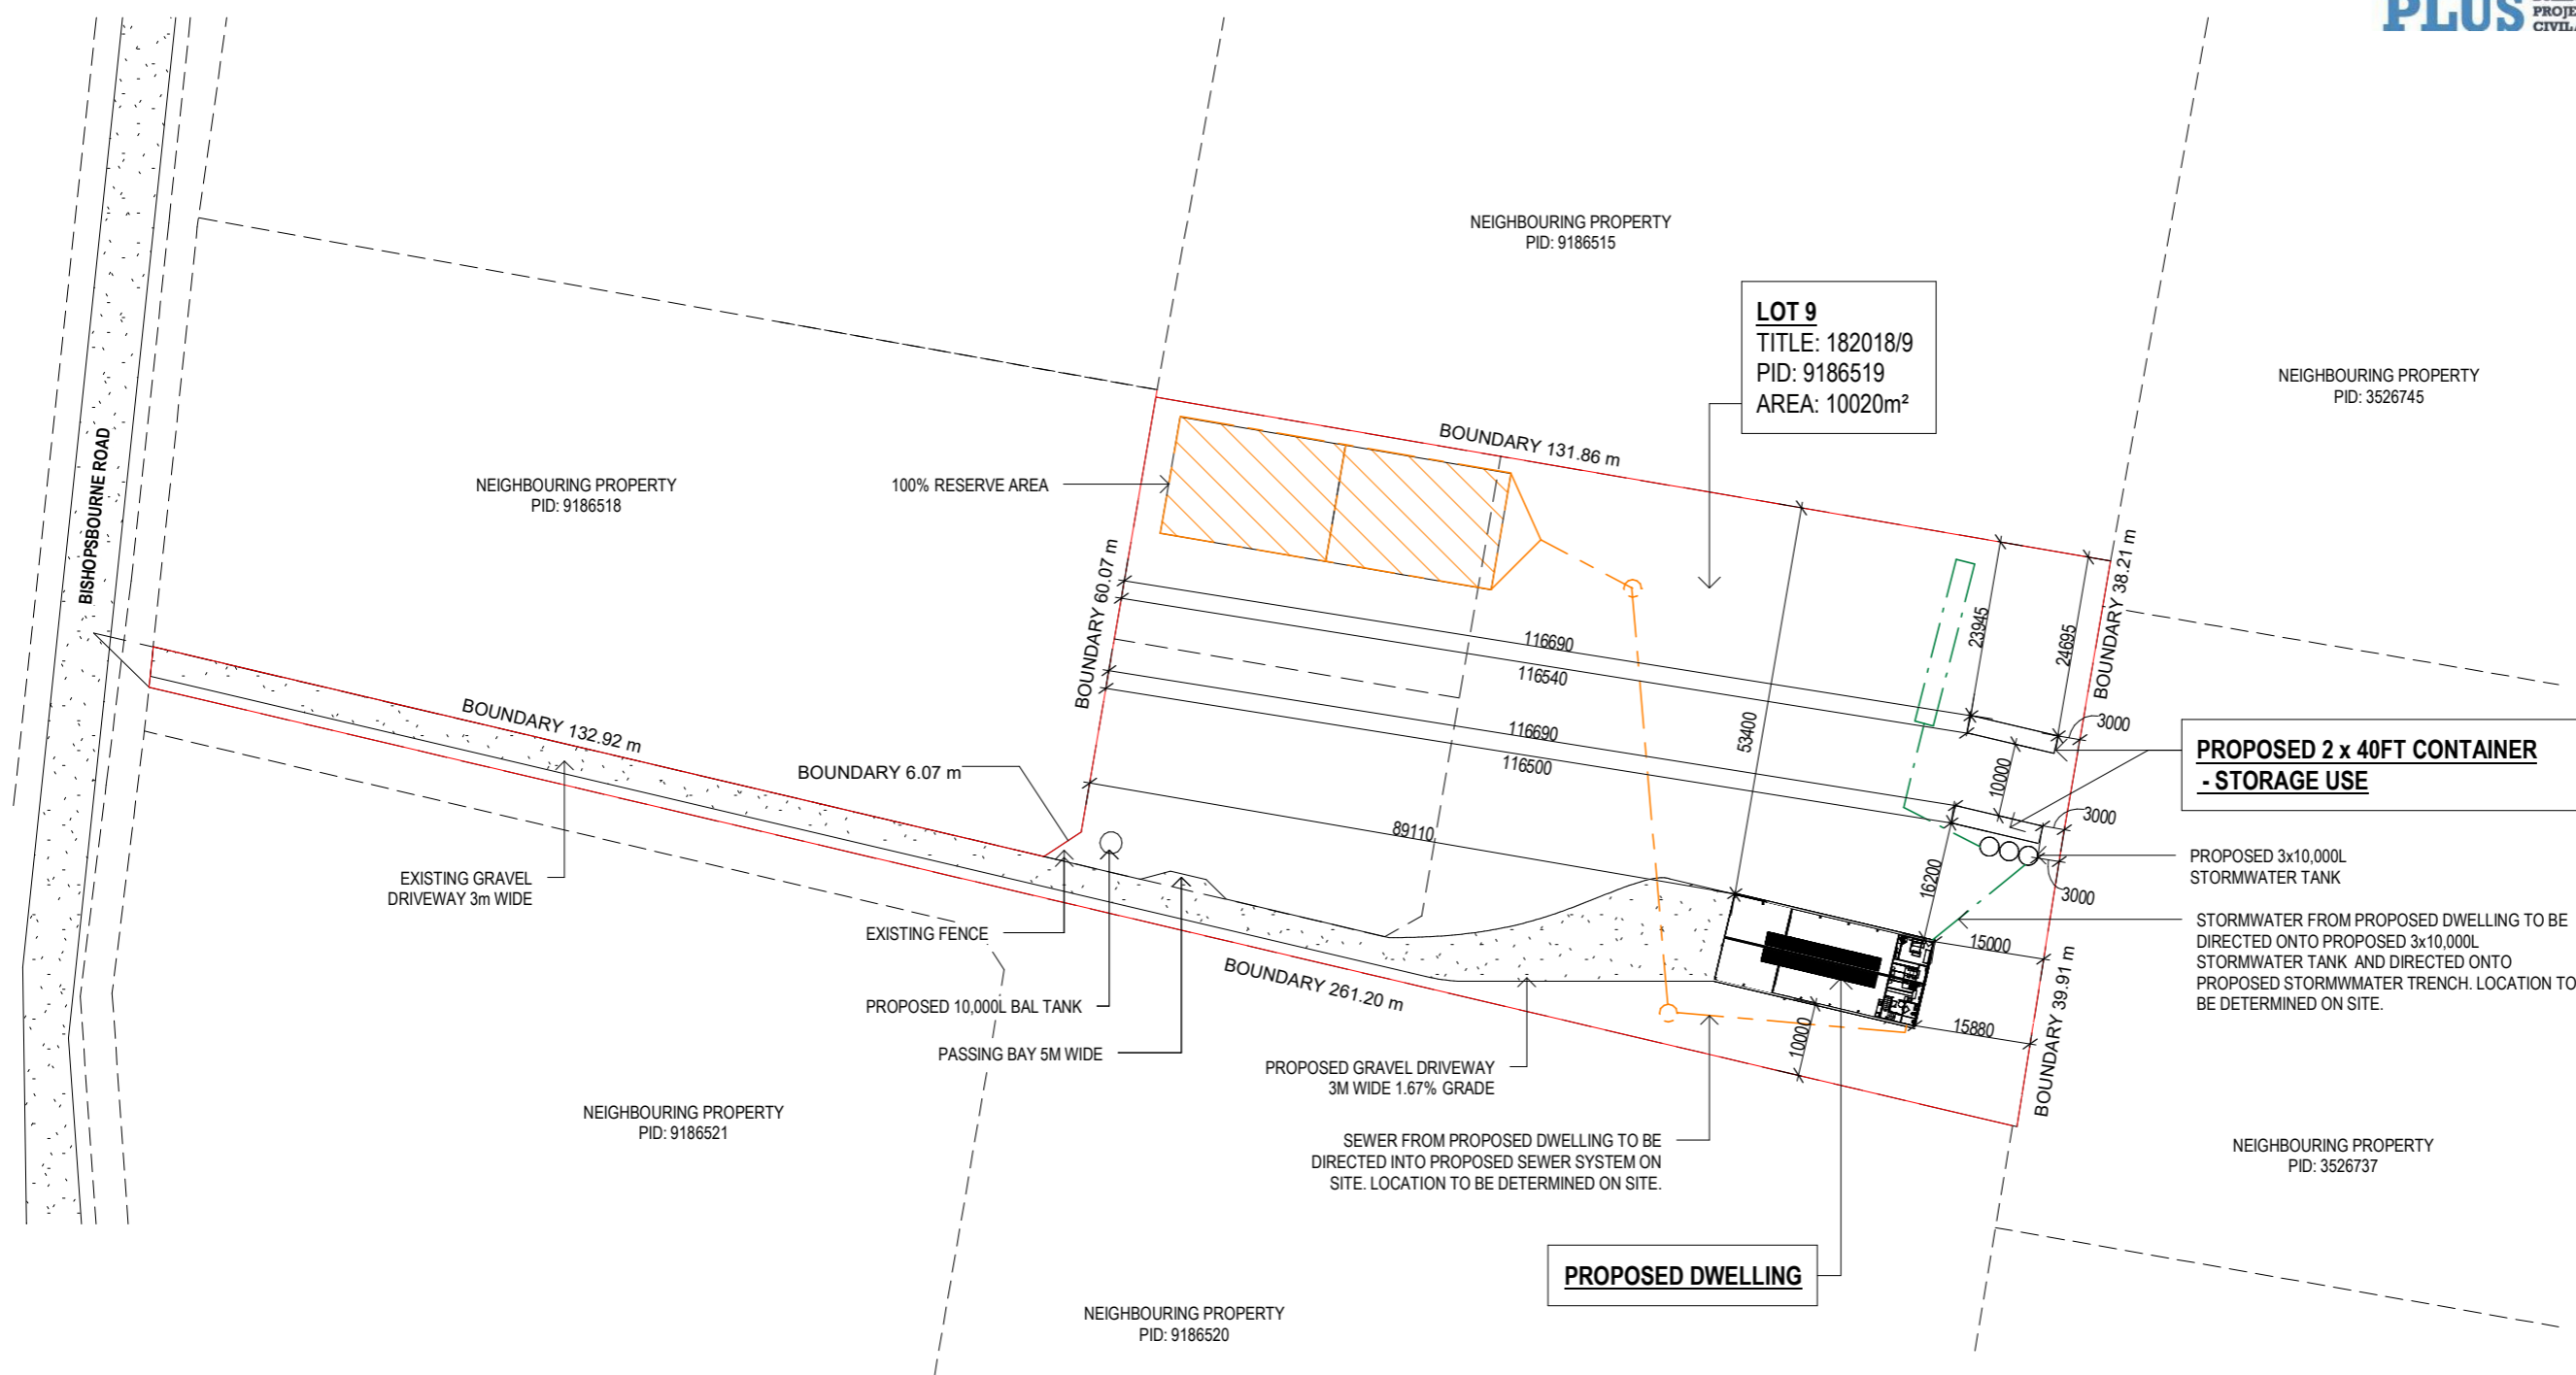 PLUS
PROJE
CIVIL
NEIGHBOURING PROPERTY
PID: 9186515
LOT 9
TITLE: 182018/9
PID: 9186519
AREA: 10020m²
NEIGHBOURING PROPERTY
PID: 3526745
BISHOPSBOURNE ROAD
NEIGHBOURING PROPERTY
PID: 9186518
100% RESERVE AREA
BOUNDARY 131.86 m
BOUNDARY 60.07 m
BOUNDARY 38.21 m
23945
24695
116690
116540
53400
3000
116690
116500
10000
3000
PROPOSED 2 x 40FT CONTAINER
- STORAGE USE
BOUNDARY 132.92 m
BOUNDARY 6.07 m
89110
16200
3000
PROPOSED 3x10,000L
STORMWATER TANK
EXISTING GRAVEL
DRIVEWAY 3m WIDE
EXISTING FENCE
STORMWATER FROM PROPOSED DWELLING TO BE
DIRECTED ONTO PROPOSED 3x10,000L
STORMWATER TANK AND DIRECTED ONTO
PROPOSED STORMWMATER TRENCH. LOCATION TO
BE DETERMINED ON SITE.
15000
BOUNDARY 261.20 m
PROPOSED 10,000L BAL TANK
BOUNDARY 39.91 m
15880
10000
PASSING BAY 5M WIDE
PROPOSED GRAVEL DRIVEWAY
3M WIDE 1.67% GRADE
NEIGHBOURING PROPERTY
PID: 9186521
SEWER FROM PROPOSED DWELLING TO BE
DIRECTED INTO PROPOSED SEWER SYSTEM ON
SITE. LOCATION TO BE DETERMINED ON SITE.
NEIGHBOURING PROPERTY
PID: 3526737
PROPOSED DWELLING
NEIGHBOURING PROPERTY
PID: 9186520